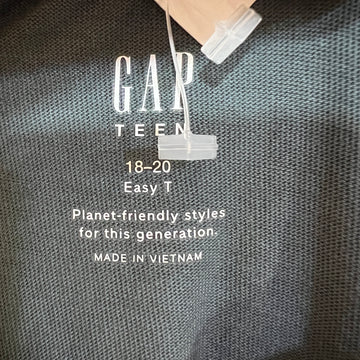 GAP
TEEN
18–20
Easy T
Planet-friendly styles
for this generation.
MADE IN VIETNAM